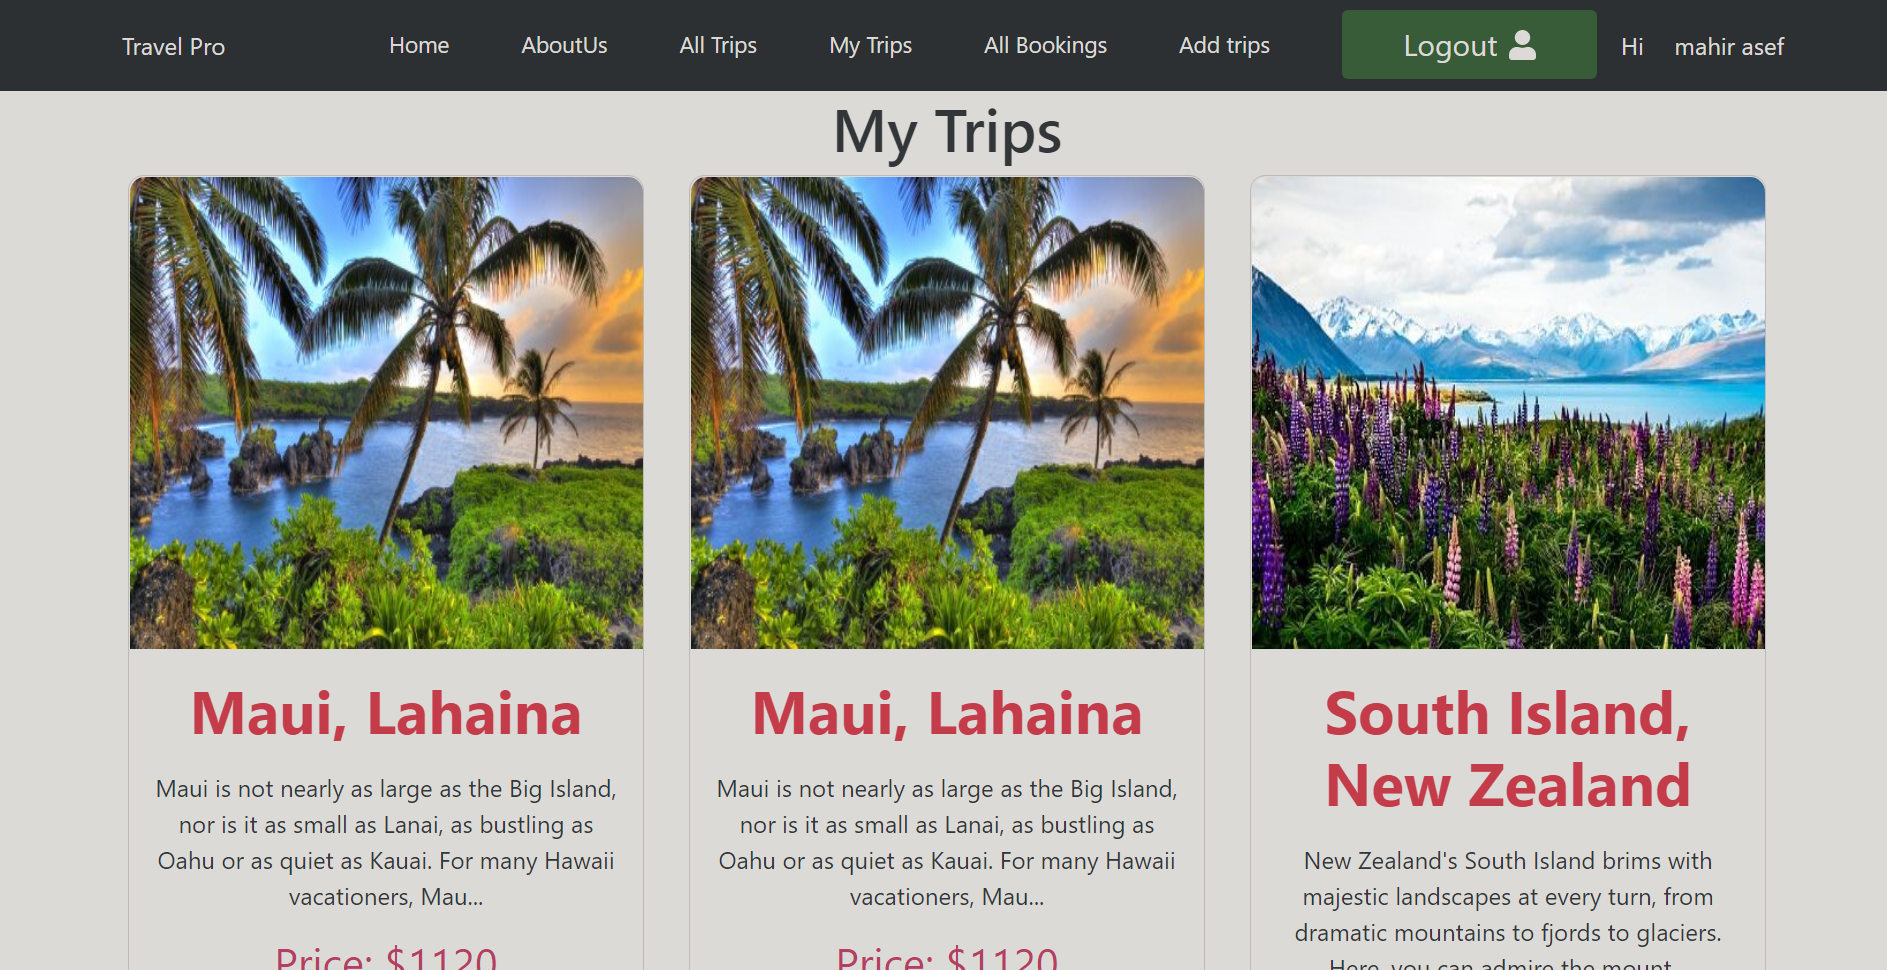 Travel Pro Home AboutUs All Trips My Trips All Bookings Add trips Logout Hi mahir asef
My Trips
Maui, Lahaina
Maui is not nearly as large as the Big Island,
nor is it as small as Lanai, as bustling as
Oahu or as quiet as Kauai. For many Hawaii
vacationers, Mau...
Price: $1120
Maui, Lahaina
Maui is not nearly as large as the Big Island,
nor is it as small as Lanai, as bustling as
Oahu or as quiet as Kauai. For many Hawaii
vacationers, Mau...
Price: $1120
South Island,
New Zealand
New Zealand's South Island brims with
majestic landscapes at every turn, from
dramatic mountains to fjords to glaciers.
Here, you can admire the mount...